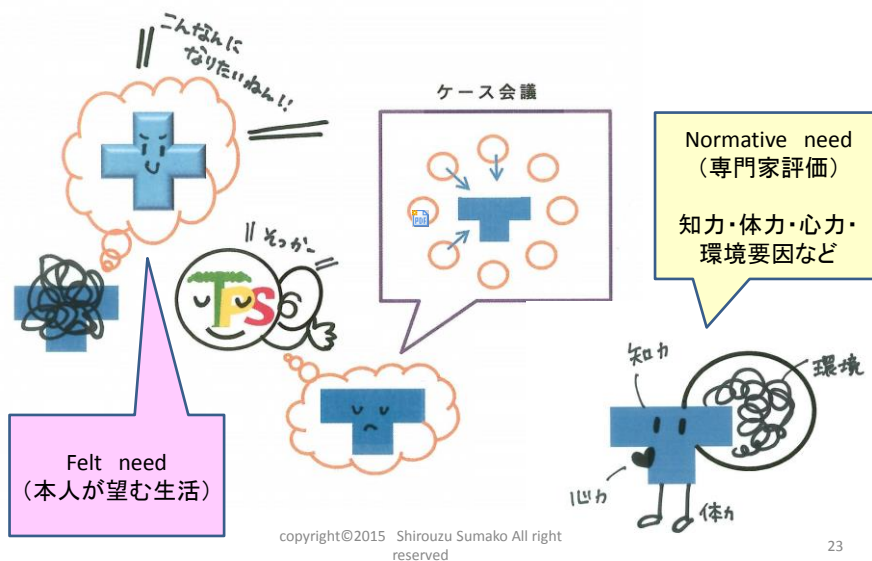 こんなんに
なりたいねん!!
ケース会議
PDF
Normative need
（専門家評価）
知力・体力・心力・
環境要因など
そっかー
TPS
Felt need
（本人が望む生活）
知力
環境
心力
体力
copyright©2015 Shirouzu Sumako All right
reserved
23